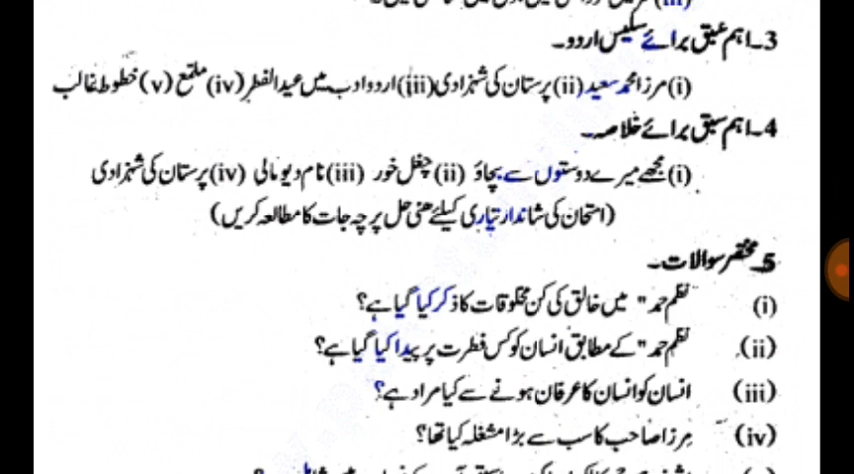 3۔ اہم سبق برائے سلیس اردو۔
(i) مرزا محمد سعید (ii) پرستان کی شہزادی (iii) اردو ادب میں عید الفطر (iv) ملمع (v) خطوط غالب
4۔ اہم سبق برائے خلاصہ۔
(i) مجھے میرے دوستوں سے بچاؤ (ii) چغل خور (iii) نام دیو مالی (iv) پرستان کی شہزادی
(امتحان کی شاندار تیاری کیلئے حل پرچہ جات کا مطالعہ کریں)
5۔ مختصر سوالات۔
(i) نظم "حمد" میں خالق کی کن مخلوقات کا ذکر کیا گیا ہے؟
(ii) نظم "حمد" کے مطابق انسان کو کس فطرت پر پیدا کیا گیا ہے؟
(iii) انسان کو انسان کا عرفان ہونے سے کیا مراد ہے؟
(iv) مرزا صاحب کا سب سے بڑا مشغلہ کیا تھا؟